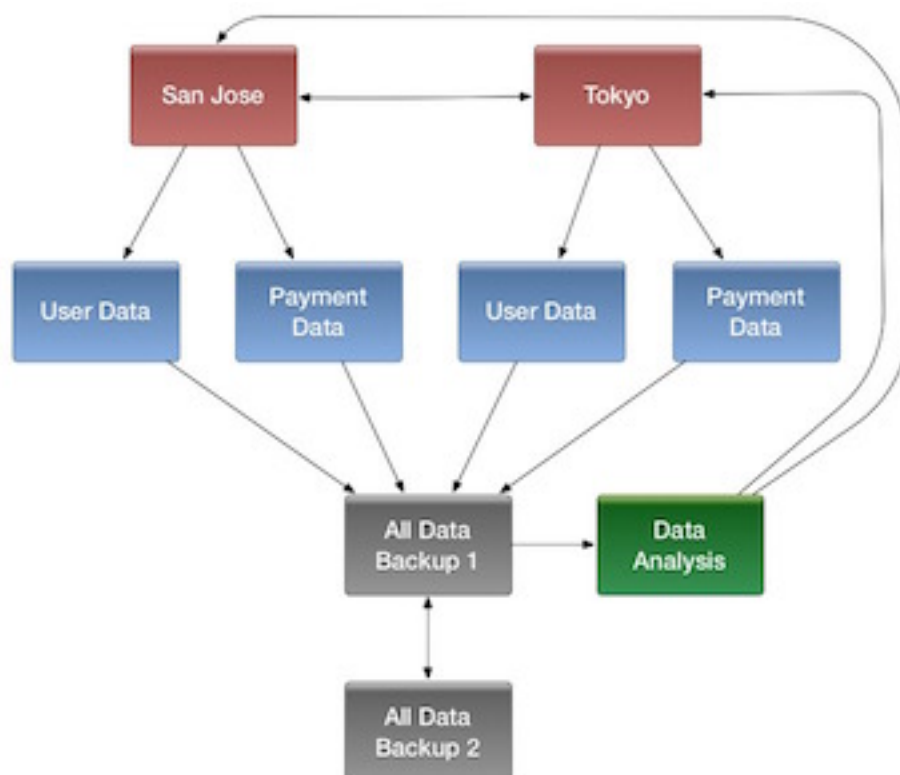 San Jose
Tokyo
User Data
Payment
Data
User Data
Payment
Data
All Data
Backup 1
Data
Analysis
All Data
Backup 2